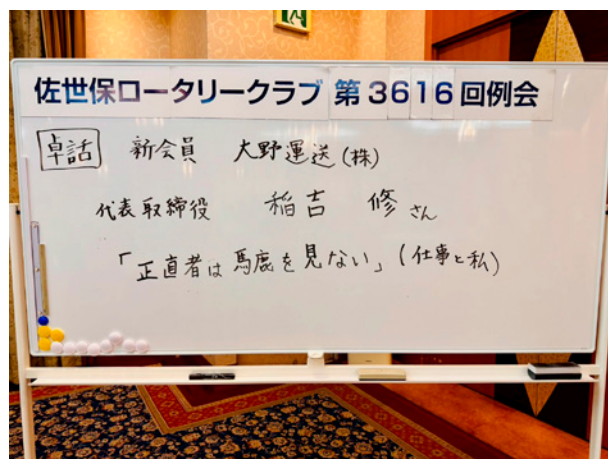 佐世保ロータリークラブ 第3616回例会
卓話 新会員 大野運送(株)
代表取締役 稲吉 修さん
「正直者は馬鹿を見ない」(仕事と私)